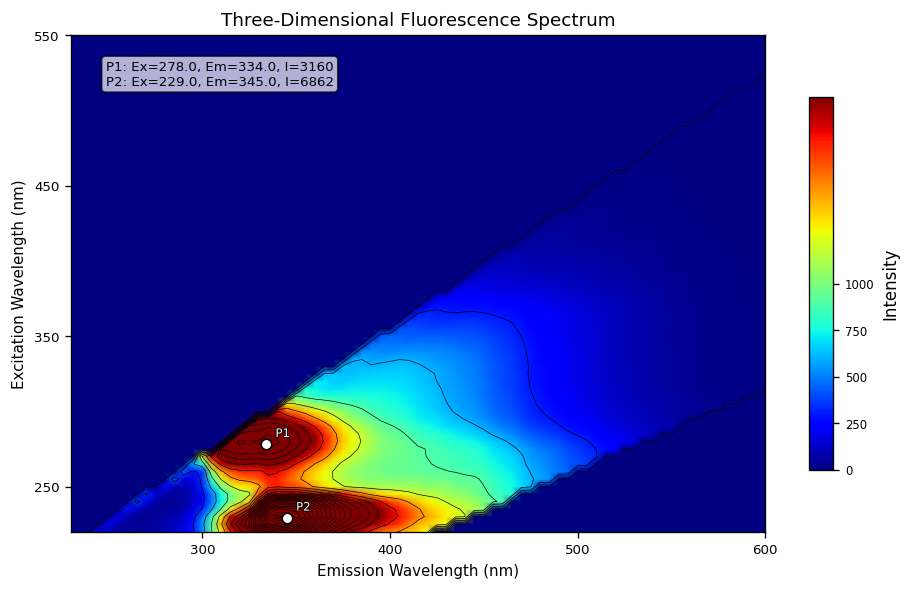 Three-Dimensional Fluorescence Spectrum
550
P1: Ex=278.0, Em=334.0, I=3160
P2: Ex=229.0, Em=345.0, I=6862
450
350
250
Excitation Wavelength (nm)
P1
P2
300
400
500
600
Emission Wavelength (nm)
1000
750
500
250
0
Intensity